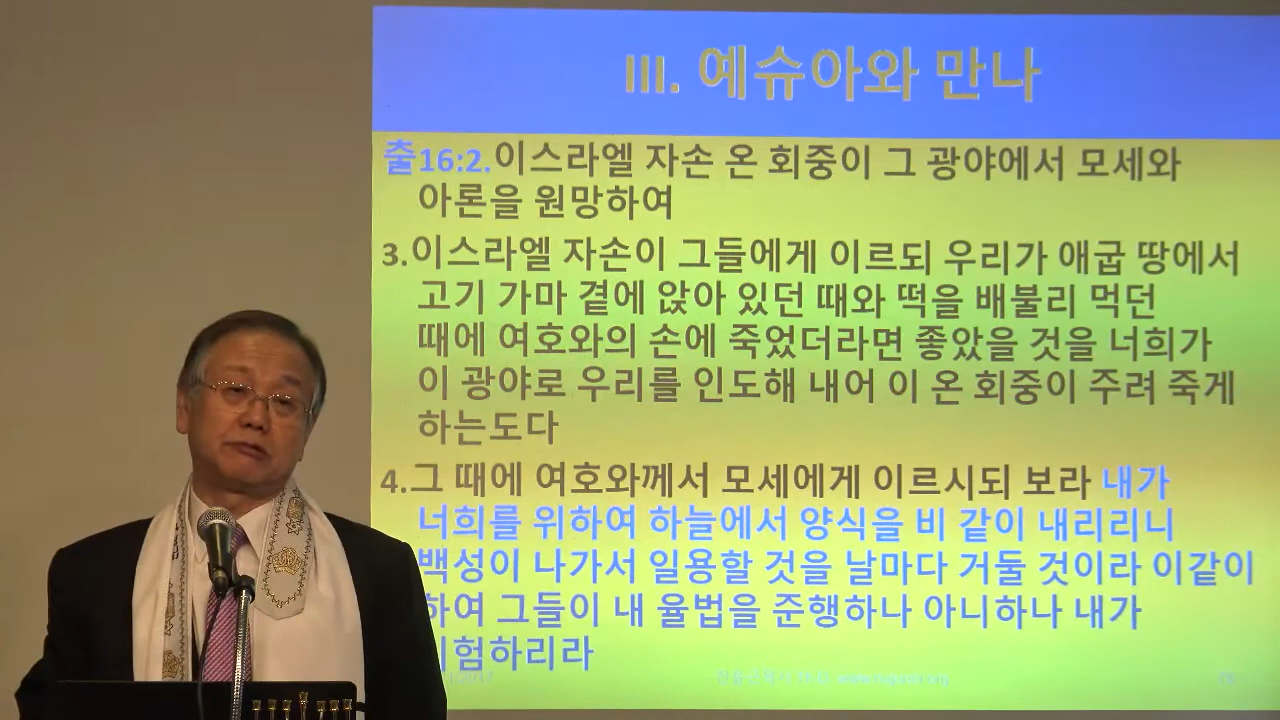 III. 예슈아와 만나
출16:2.이스라엘 자손 온 회중이 그 광야에서 모세와
아론을 원망하여
3.이스라엘 자손이 그들에게 이르되 우리가 애굽 땅에서
고기 가마 곁에 앉아 있던 때와 떡을 배불리 먹던
때에 여호와의 손에 죽었더라면 좋았을 것을 너희가
이 광야로 우리를 인도해 내어 이 온 회중이 주려 죽게
하는도다
4.그 때에 여호와께서 모세에게 이르시되 보라 내가
너희를 위하여 하늘에서 양식을 비 같이 내리리니
백성이 나가서 일용할 것을 날마다 거둘 것이라 이같이
하여 그들이 내 율법을 준행하나 아니하나 내가
험하리라